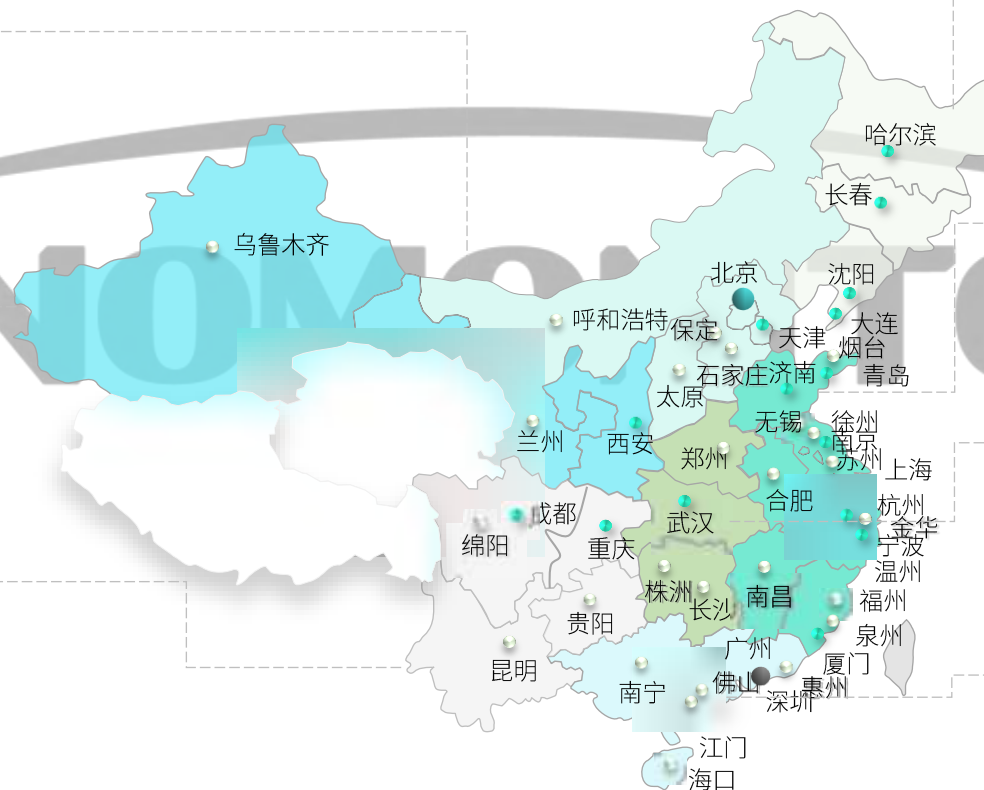 哈尔滨
长春
乌鲁木齐
沈阳
北京
呼和浩特
保定
大连
天津
烟台
石家庄
济南
青岛
太原
无锡
徐州
南京
兰州
西安
郑州
苏州
上海
合肥
杭州
成都
武汉
金华
绵阳
重庆
宁波
温州
株洲
长沙
南昌
福州
贵阳
泉州
广州
厦门
昆明
南宁
佛山
惠州
深圳
江门
海口